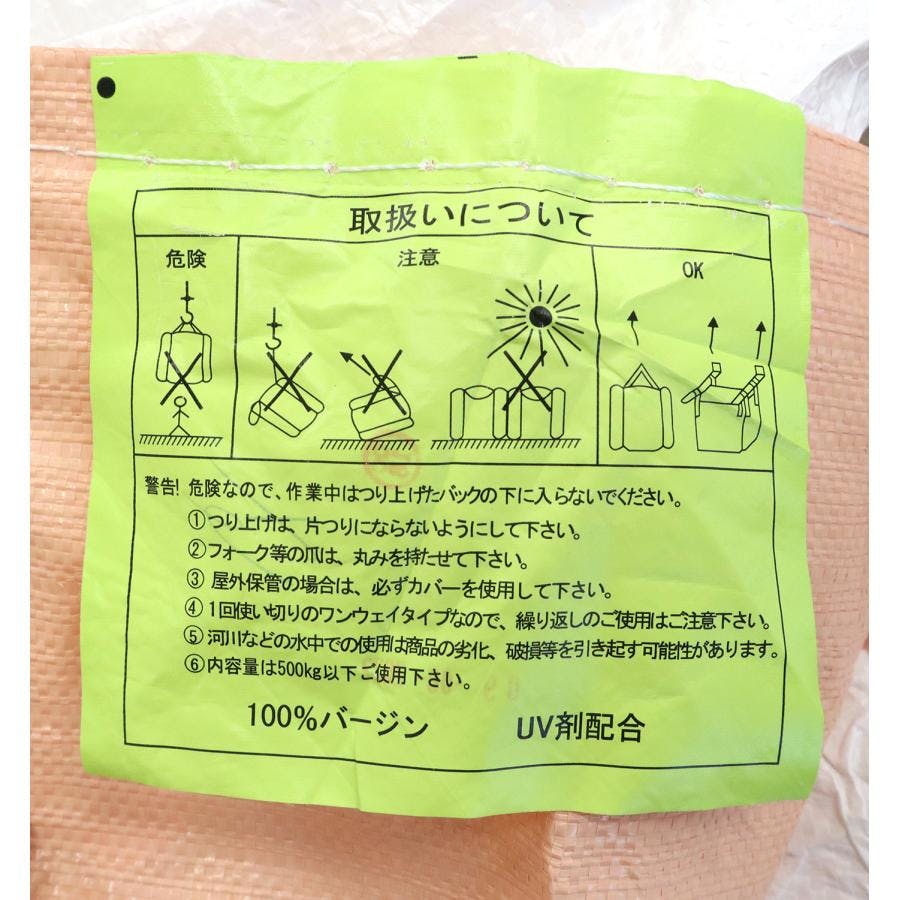 取扱いについて
危険
注意
OK
警告! 危険なので、作業中はつり上げたバックの下に入らないでください。
①つり上げは、片つりにならないようにして下さい。
②フォーク等の爪は、丸みを持たせて下さい。
③ 屋外保管の場合は、必ずカバーを使用して下さい。
④ 1回使い切りのワンウェイタイプなので、繰り返しのご使用はご注意下さい。
⑤ 河川などの水中での使用は商品の劣化、破損等を引き起す可能性があります。
⑥内容量は500kg以下ご使用下さい。
100%バージン UV剤配合